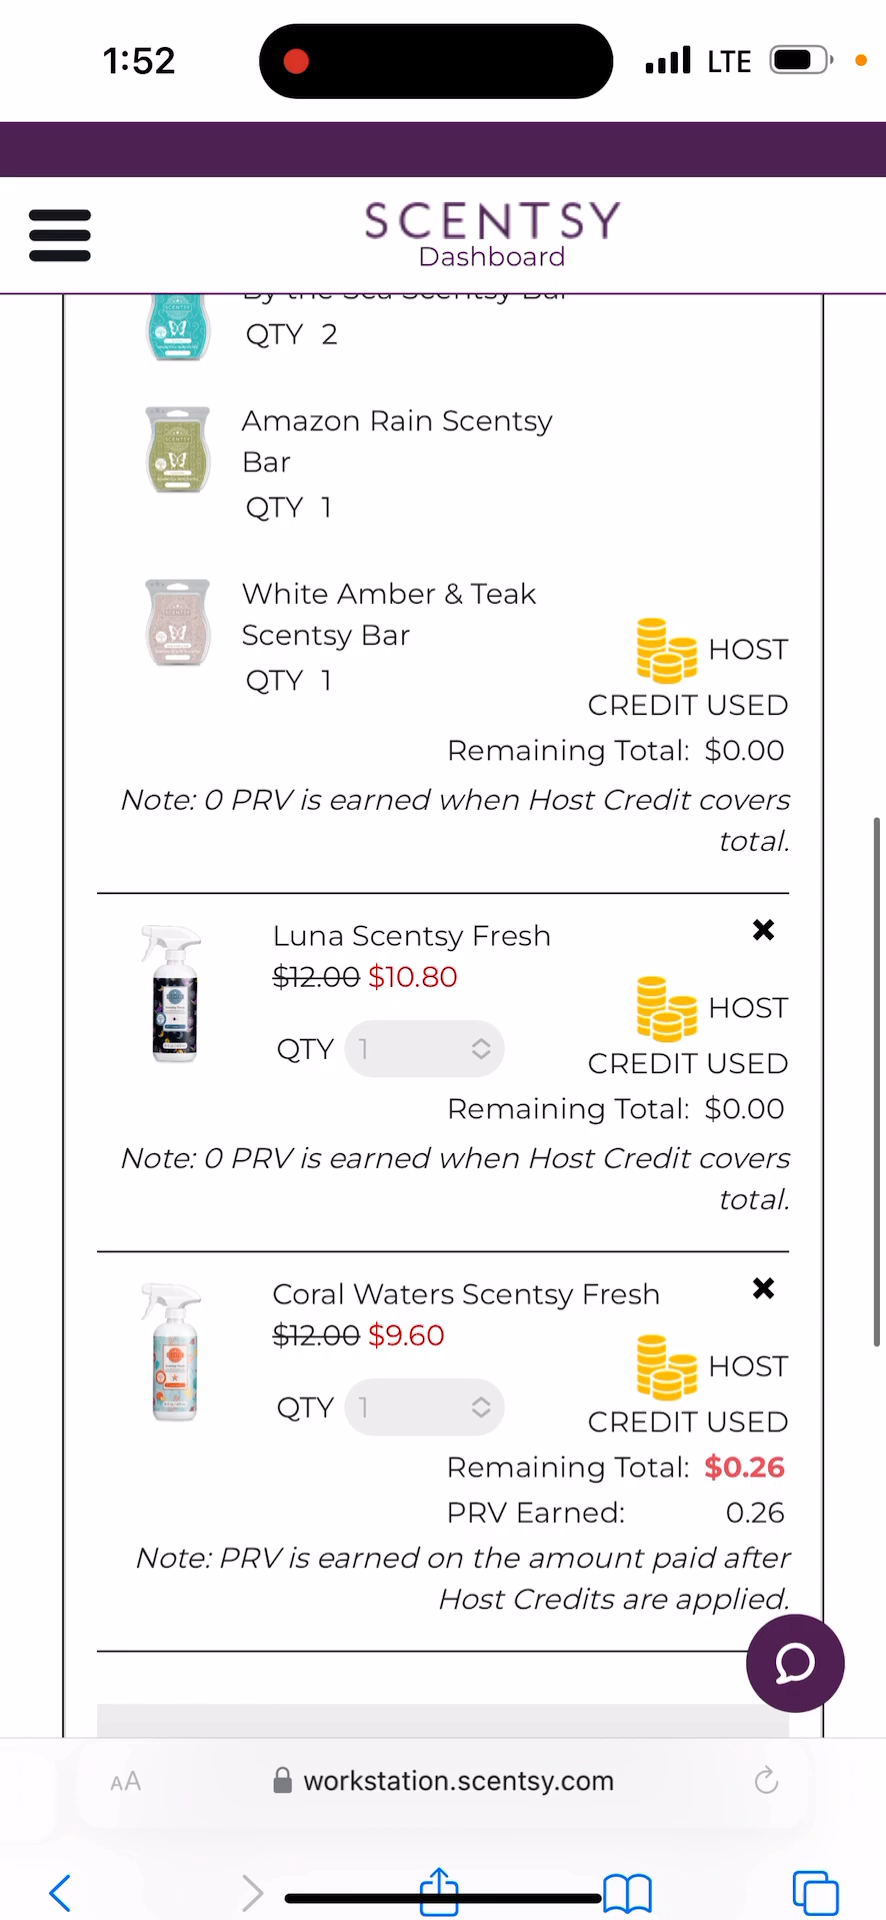 1:52
LTE
SCENTSY
Dashboard
By the Sea Scentsy Bar
QTY 2
Amazon Rain Scentsy
Bar
QTY 1
White Amber & Teak
Scentsy Bar
QTY 1
HOST
CREDIT USED
Remaining Total: $0.00
Note: 0 PRV is earned when Host Credit covers
total.
Luna Scentsy Fresh
$12.00 $10.80
QTY 1
HOST
CREDIT USED
Remaining Total: $0.00
Note: 0 PRV is earned when Host Credit covers
total.
Coral Waters Scentsy Fresh
$12.00 $9.60
QTY 1
HOST
CREDIT USED
Remaining Total: $0.26
PRV Earned: 0.26
Note: PRV is earned on the amount paid after
Host Credits are applied.
AA
workstation.scentsy.com